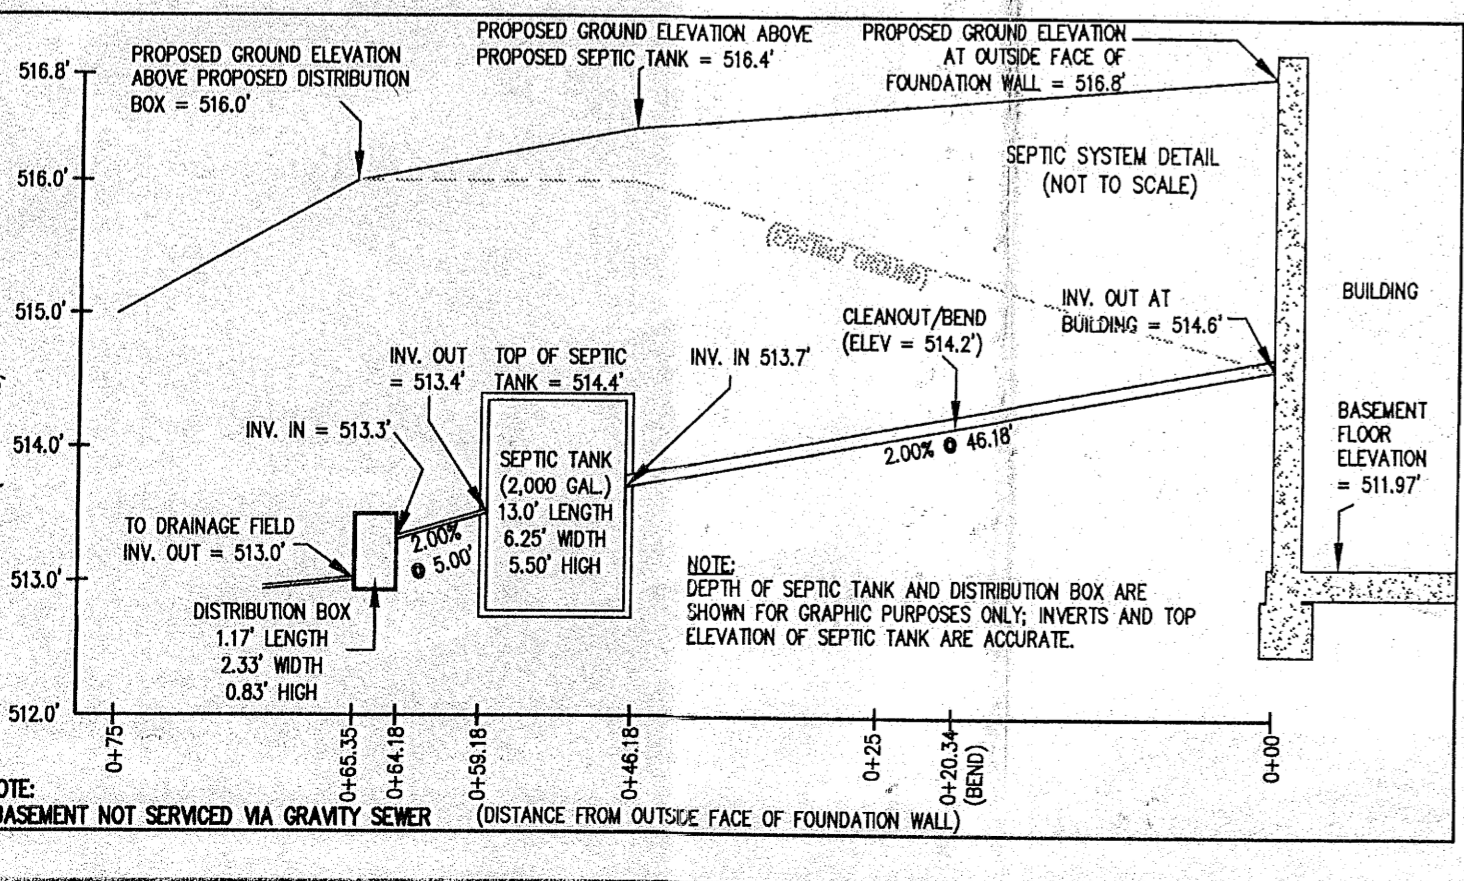 PROPOSED GROUND ELEVATION
ABOVE PROPOSED DISTRIBUTION
BOX = 516.0'
PROPOSED GROUND ELEVATION ABOVE
PROPOSED SEPTIC TANK = 516.4'
PROPOSED GROUND ELEVATION
AT OUTSIDE FACE OF
FOUNDATION WALL = 516.8'
516.8'
516.0'
515.0'
514.0'
513.0'
512.0'
SEPTIC SYSTEM DETAIL
(NOT TO SCALE)
(EXISTING GROUND)
BUILDING
INV. OUT AT
BUILDING = 514.6'
CLEANOUT/BEND
(ELEV = 514.2')
INV. IN 513.7'
TOP OF SEPTIC
TANK = 514.4'
INV. OUT
= 513.4'
INV. IN = 513.3'
2.00% @ 46.18'
BASEMENT
FLOOR
ELEVATION
= 511.97'
SEPTIC TANK
(2,000 GAL.)
13.0' LENGTH
6.25' WIDTH
5.50' HIGH
2.00%
@ 5.00'
TO DRAINAGE FIELD
INV. OUT = 513.0'
DISTRIBUTION BOX
1.17' LENGTH
2.33' WIDTH
0.83' HIGH
NOTE:
DEPTH OF SEPTIC TANK AND DISTRIBUTION BOX ARE
SHOWN FOR GRAPHIC PURPOSES ONLY; INVERTS AND TOP
ELEVATION OF SEPTIC TANK ARE ACCURATE.
0+75
0+65.35
0+64.18
0+59.18
0+46.18
0+25
0+20.34
(BEND)
0+00
OTE:
BASEMENT NOT SERVICED VIA GRAVITY SEWER
(DISTANCE FROM OUTSIDE FACE OF FOUNDATION WALL)